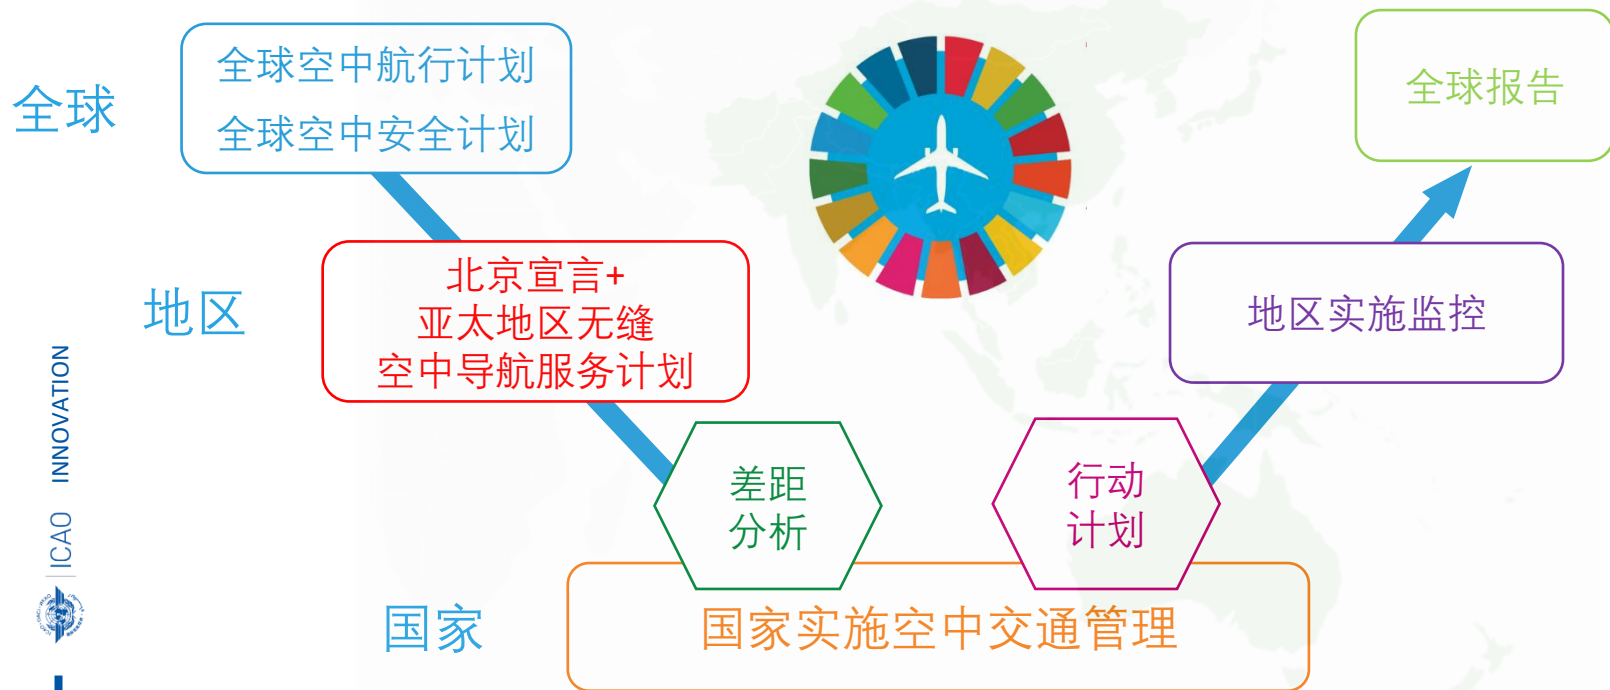 全球
全球空中航行计划
全球空中安全计划
全球报告
地区
北京宣言+
亚太地区无缝
空中导航服务计划
地区实施监控
差距
分析
行动
计划
国家
国家实施空中交通管理
ICAO INNOVATION